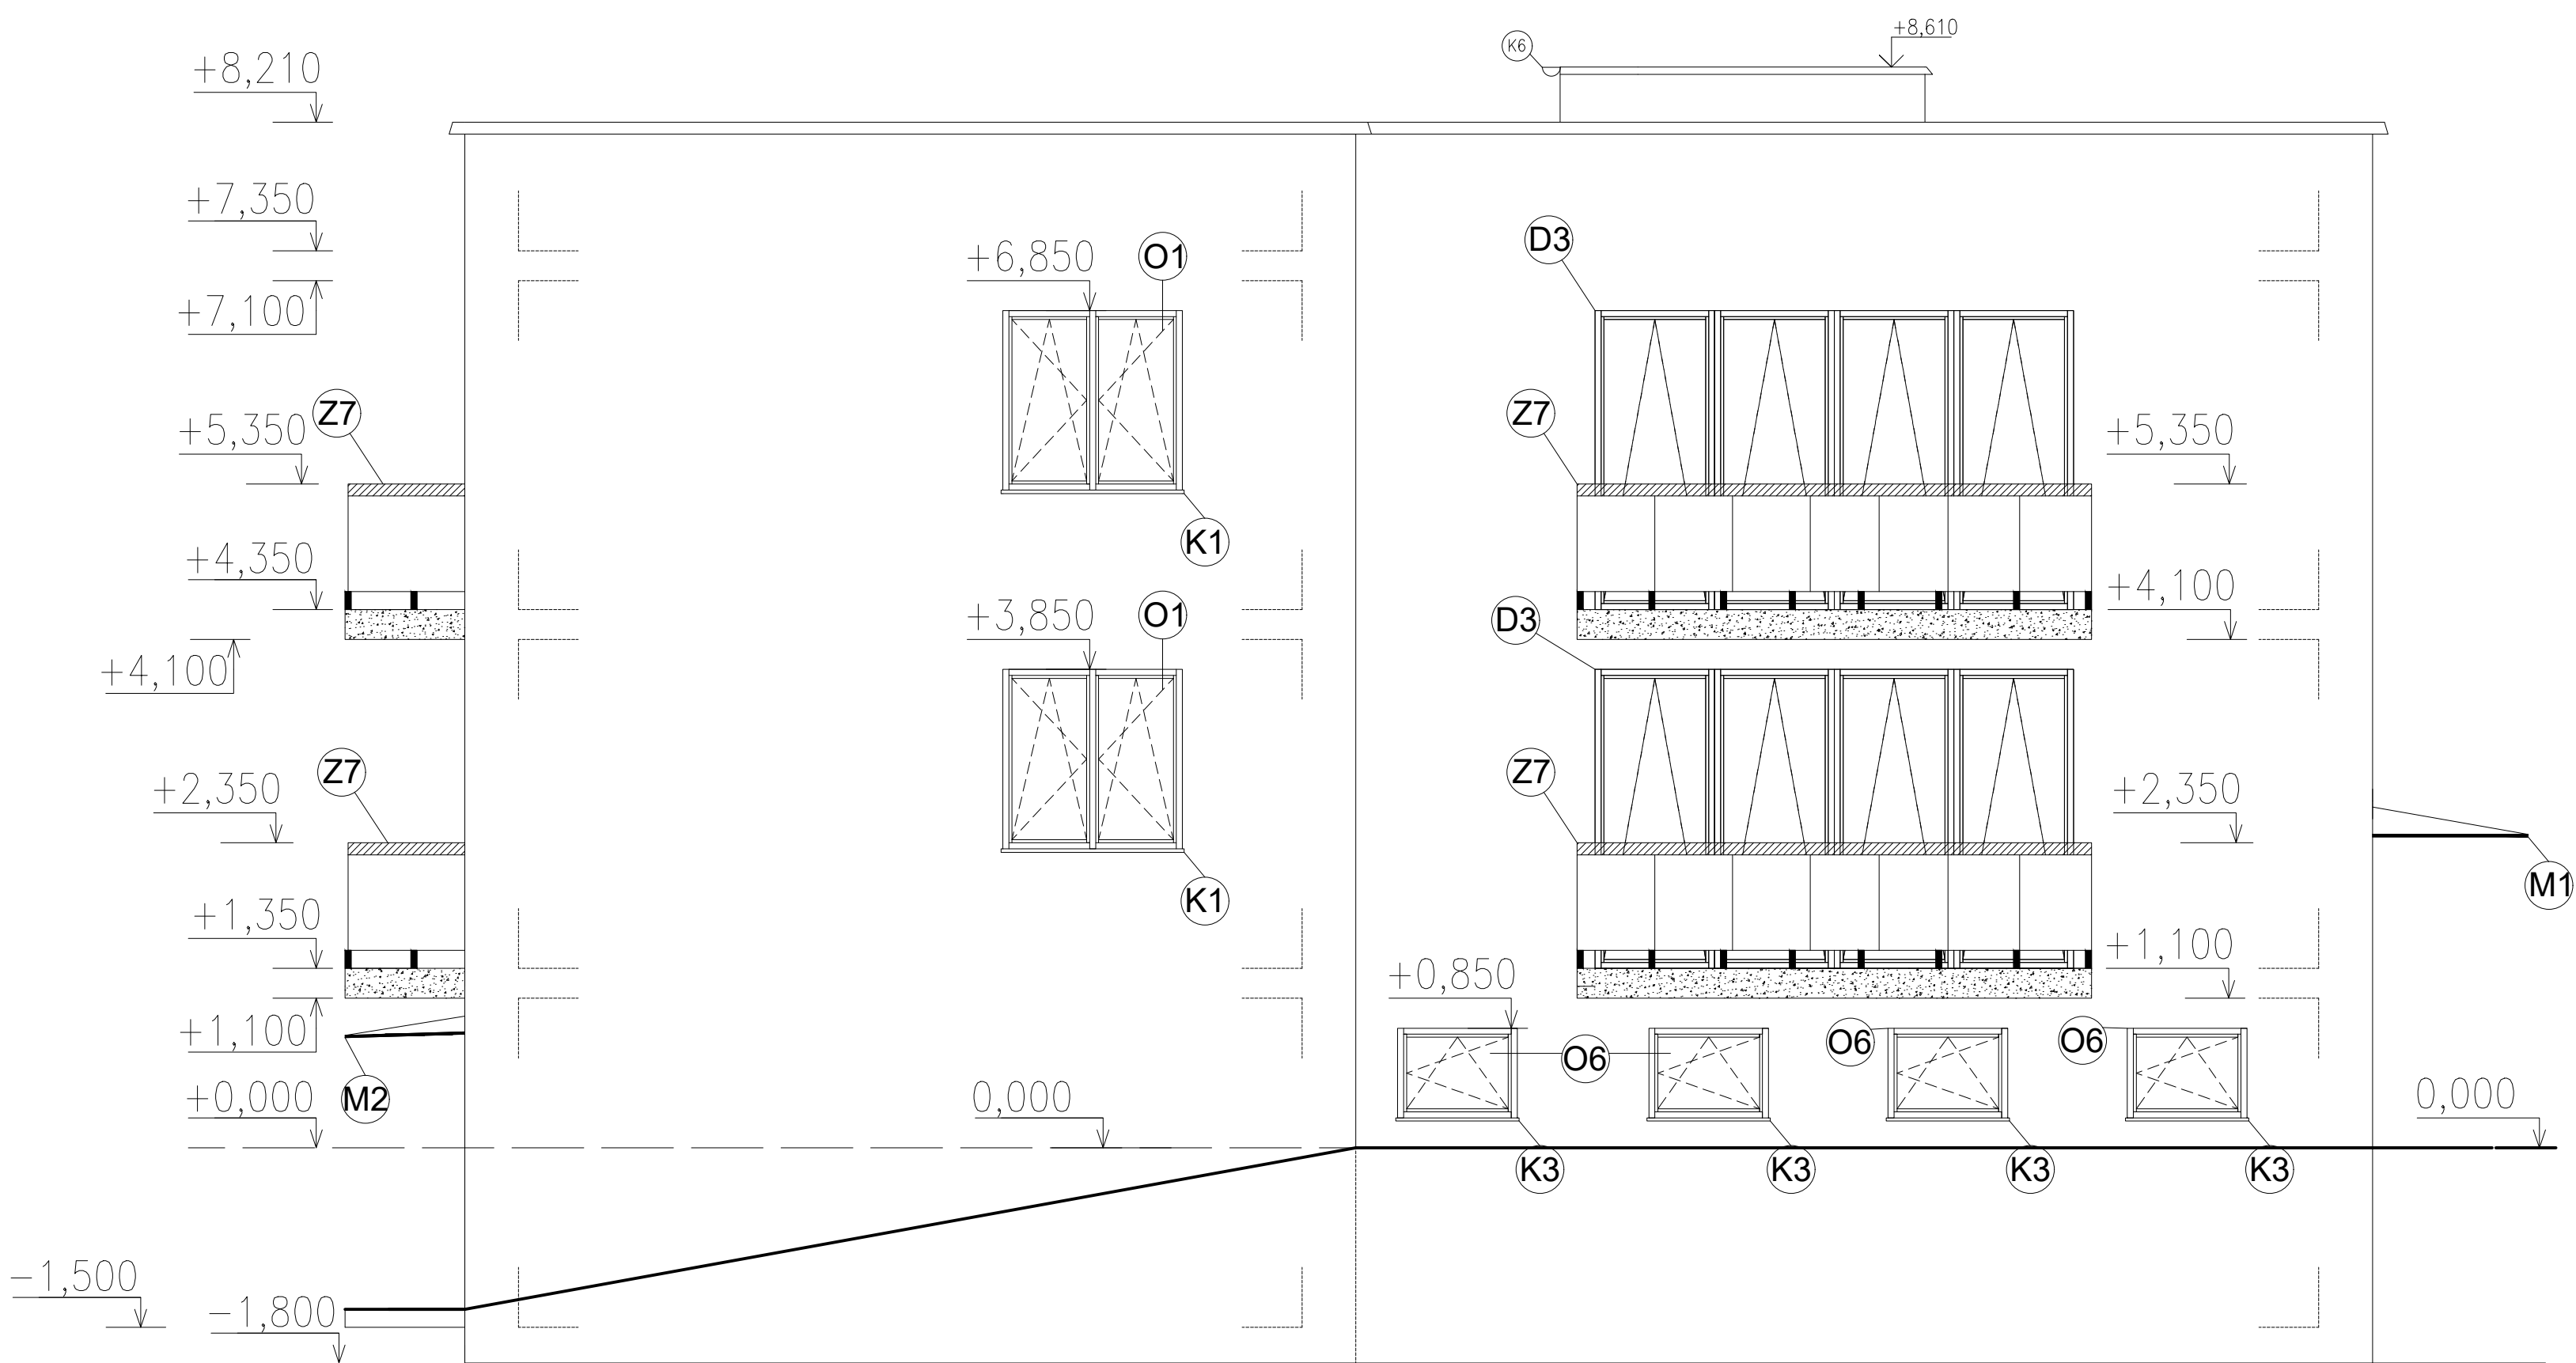 K6
+8,610
+8,210
+7,350
+7,100
+6,850
O1
D3
Z7
+5,350
Z7
+5,350
K1
+4,350
+4,100
+4,100
+3,850
O1
D3
Z7
+2,350
Z7
+2,350
K1
M1
+1,350
+1,100
+0,850
+1,100
M2
O6
O6
O6
+0,000
0,000
0,000
K3
K3
K3
K3
-1,500
-1,800